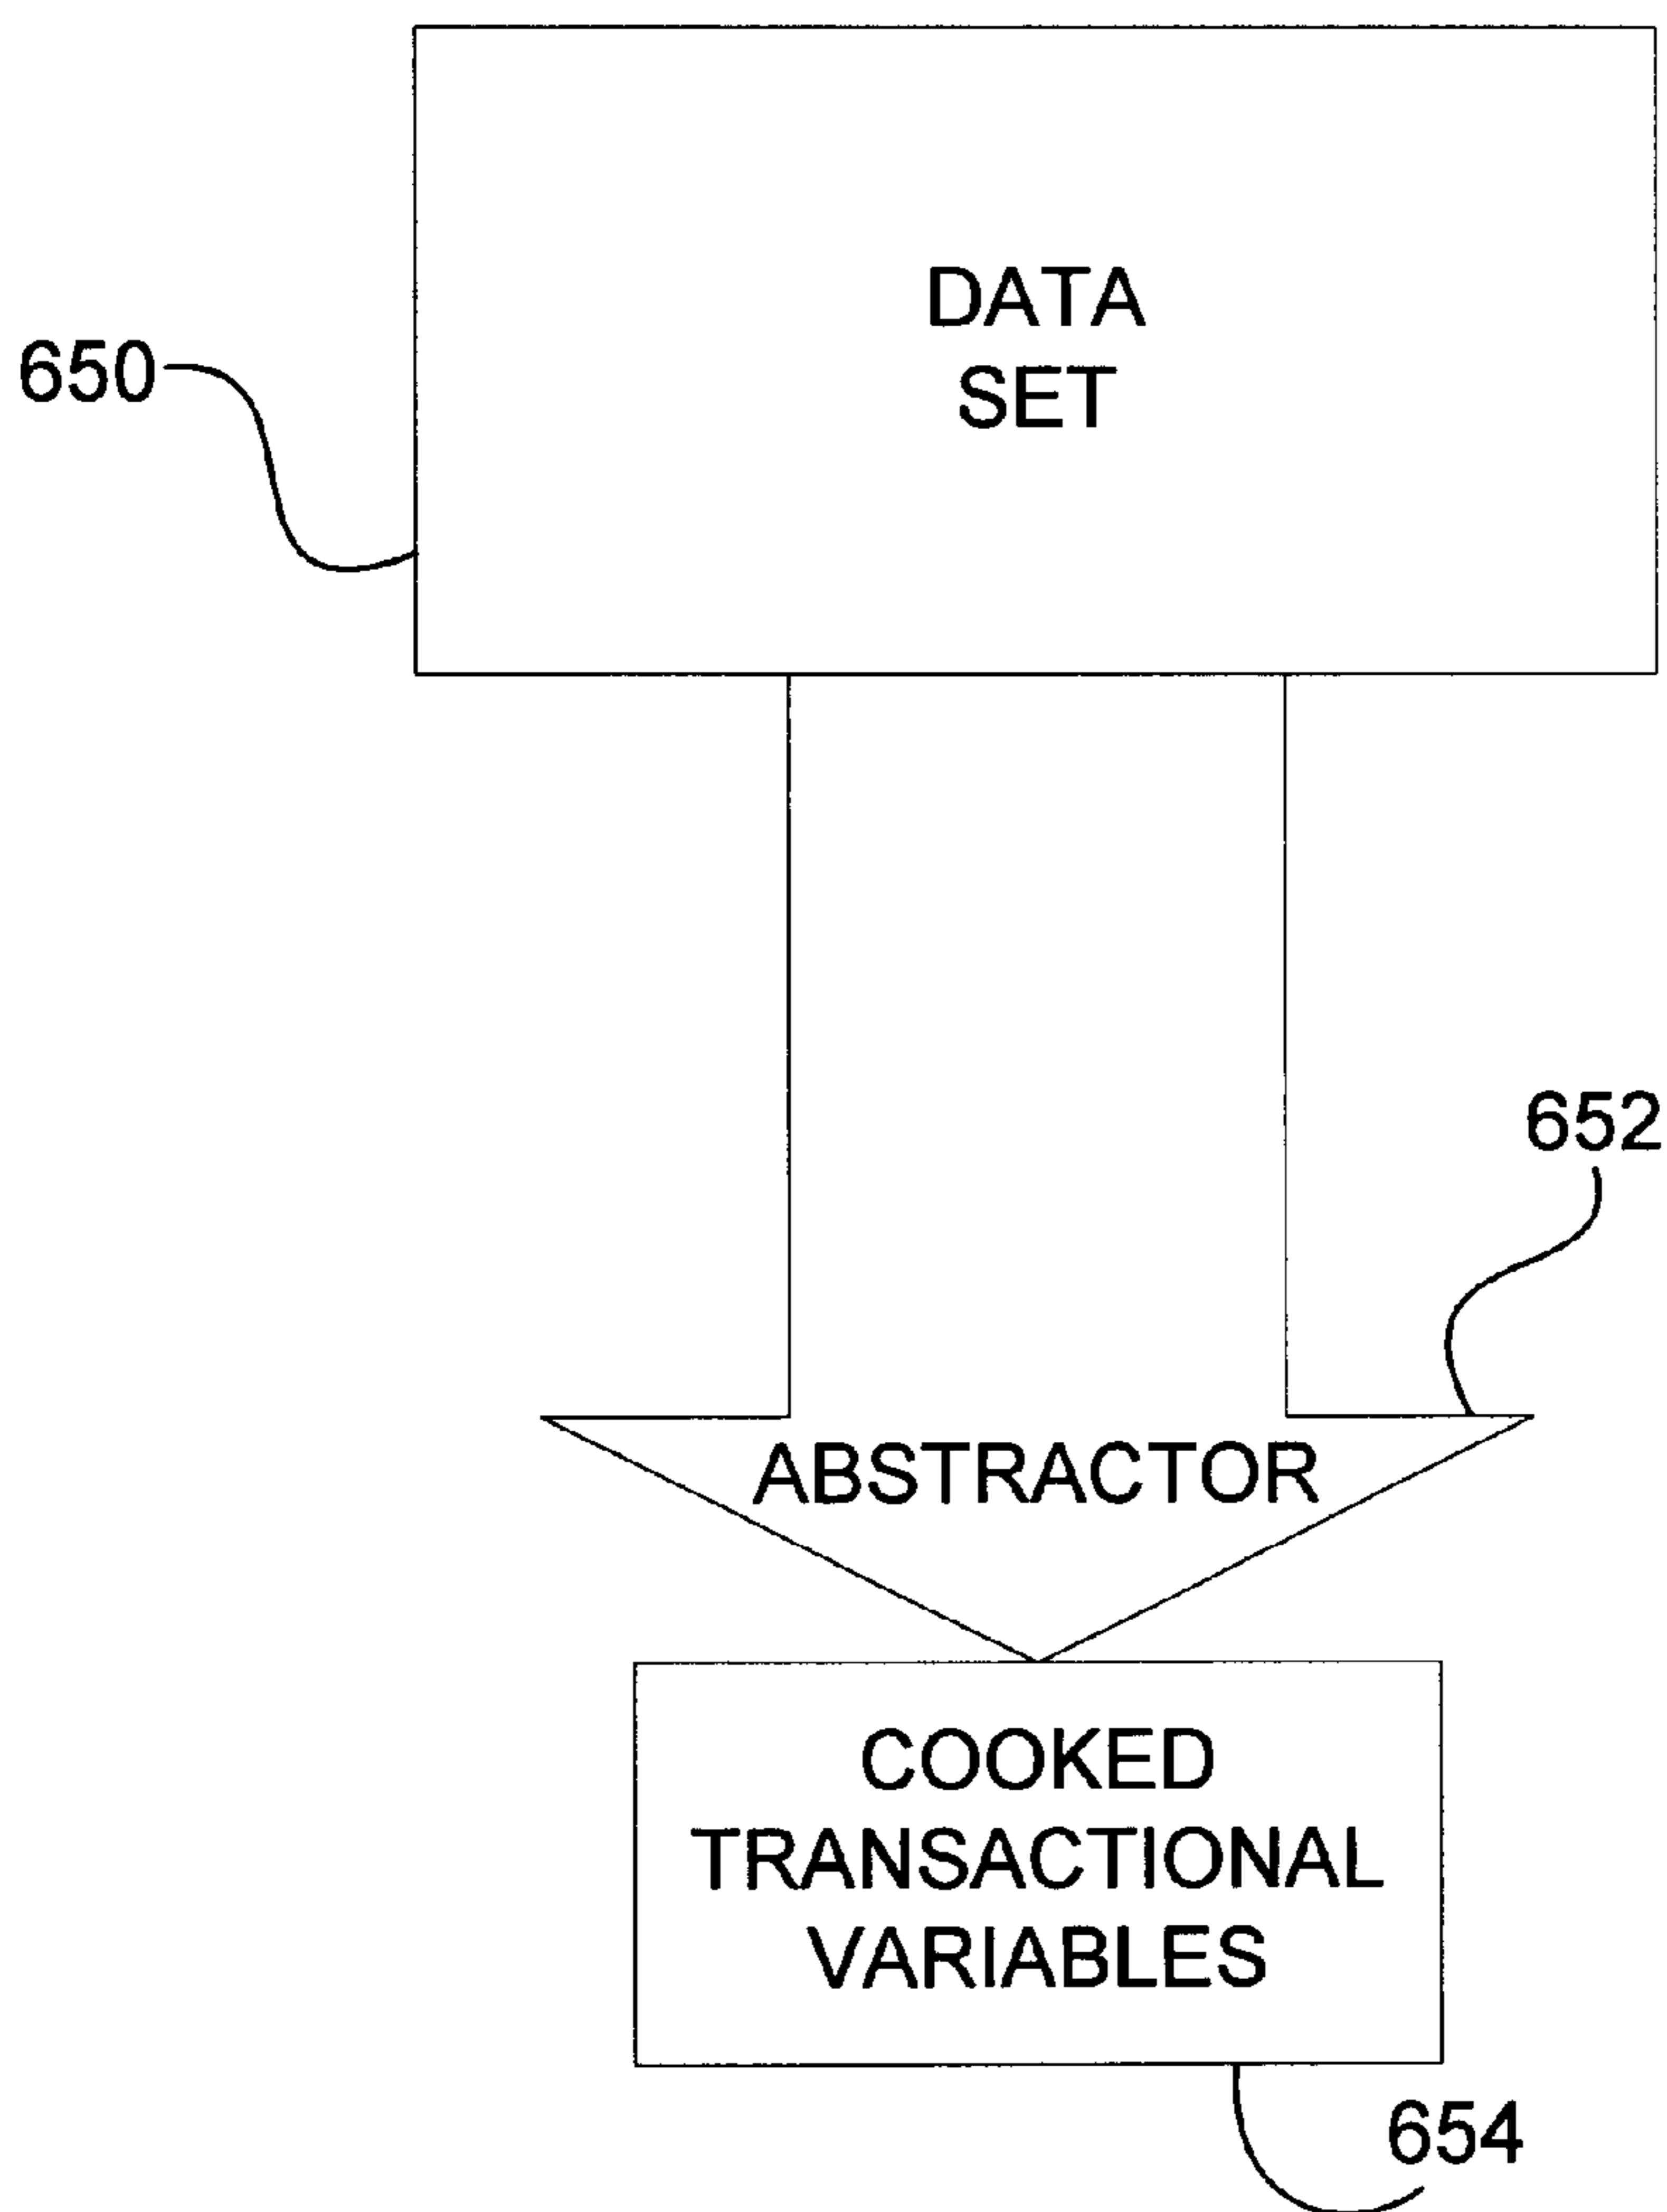 DATA
SET
650
652
ABSTRACTOR
COOKED
TRANSACTIONAL
VARIABLES
654